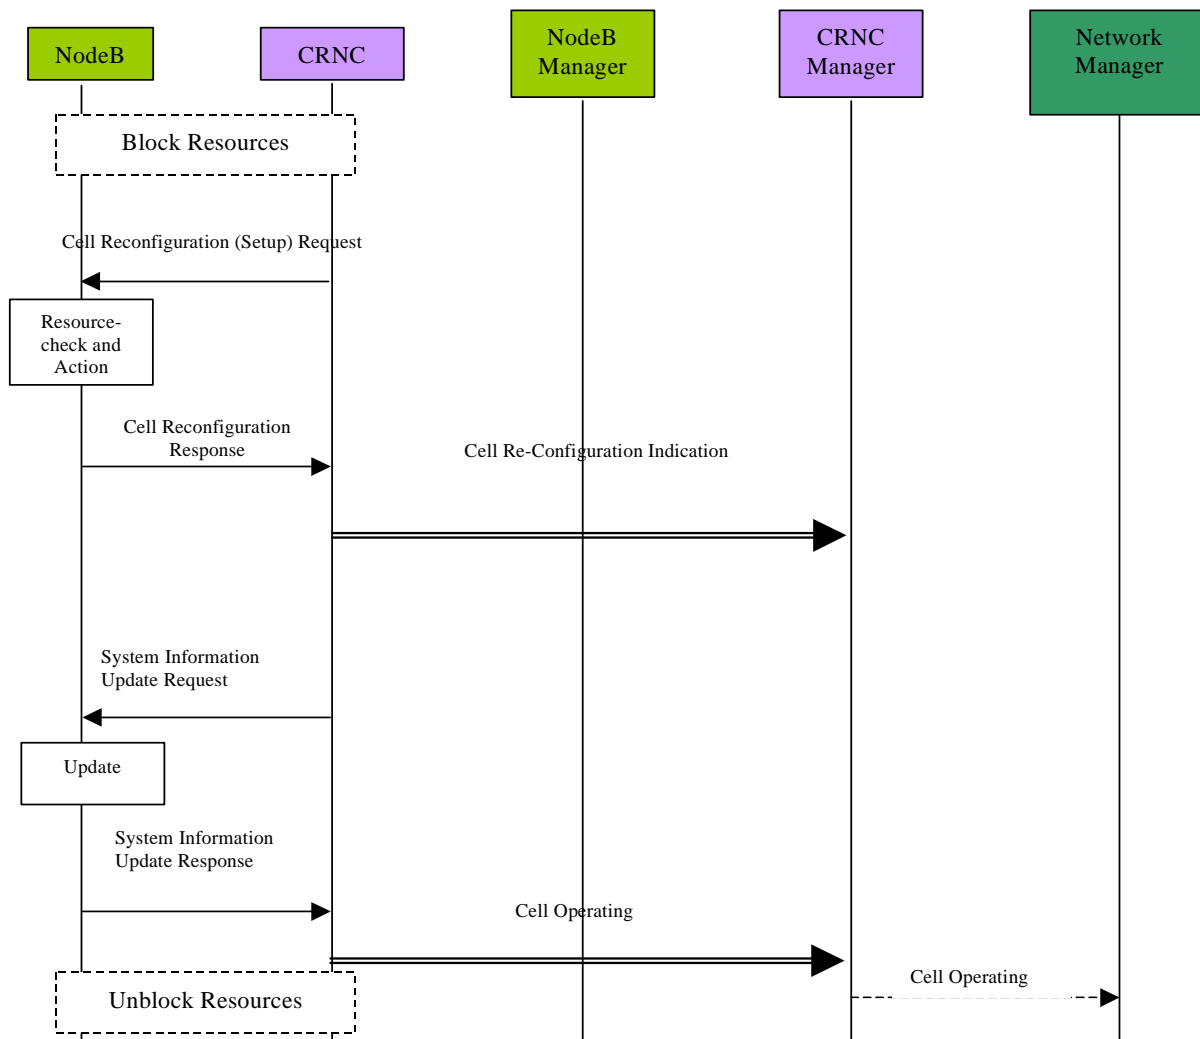 NodeB
CRNC
NodeB
Manager
CRNC
Manager
Network
Manager
Block Resources
Cell Reconfiguration (Setup) Request
Resource-
check and
Action
Cell Reconfiguration
Response
Cell Re-Configuration Indication
System Information
Update Request
Update
System Information
Update Response
Cell Operating
Cell Operating
Unblock Resources